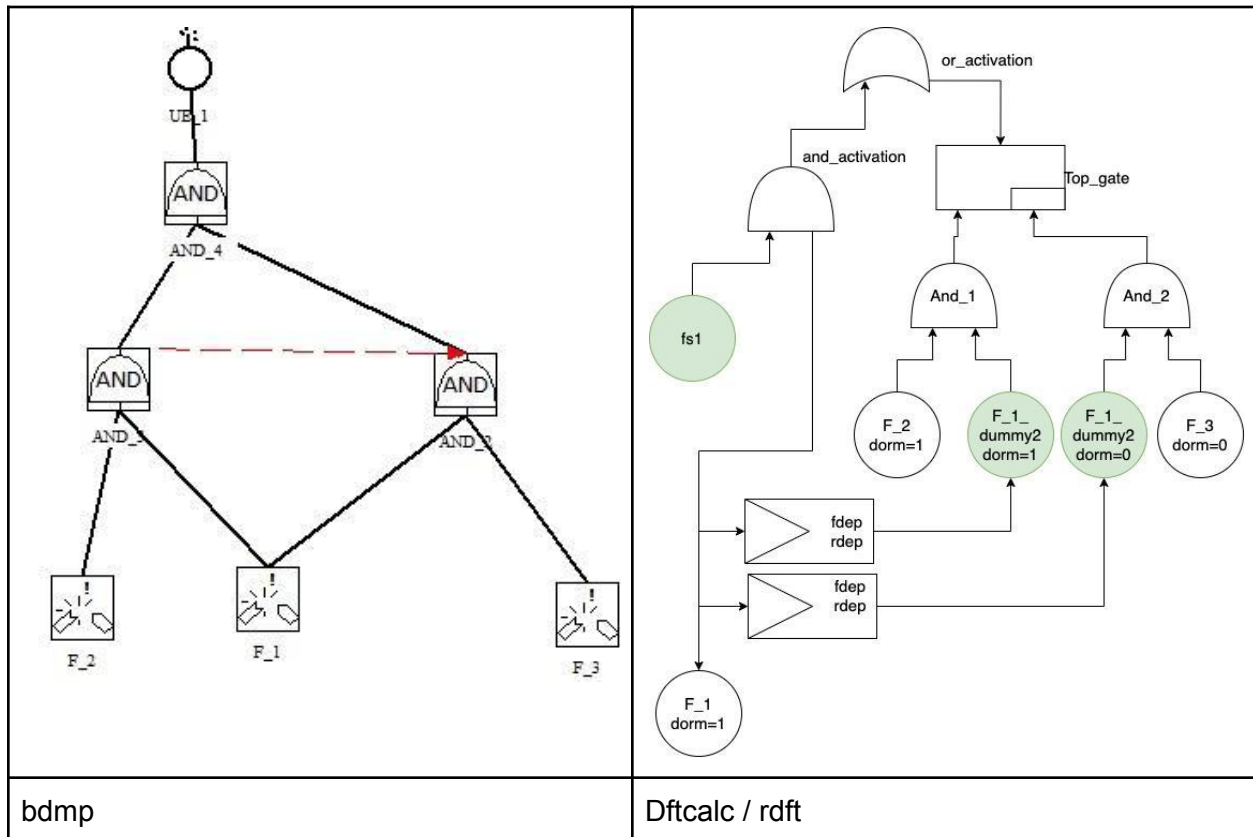 UE_1
AND
AND_4
AND
AND
AND_3
AND_2
F_2
F_1
F_3
bdmp
or_activation
and_activation
Top_gate
And_1
And_2
fs1
F_2
dorm=1
F_1_
dummy2
dorm=1
F_1_
dummy2
dorm=0
F_3
dorm=0
fdep
rdep
fdep
rdep
F_1
dorm=1
Dftcalc / rdft